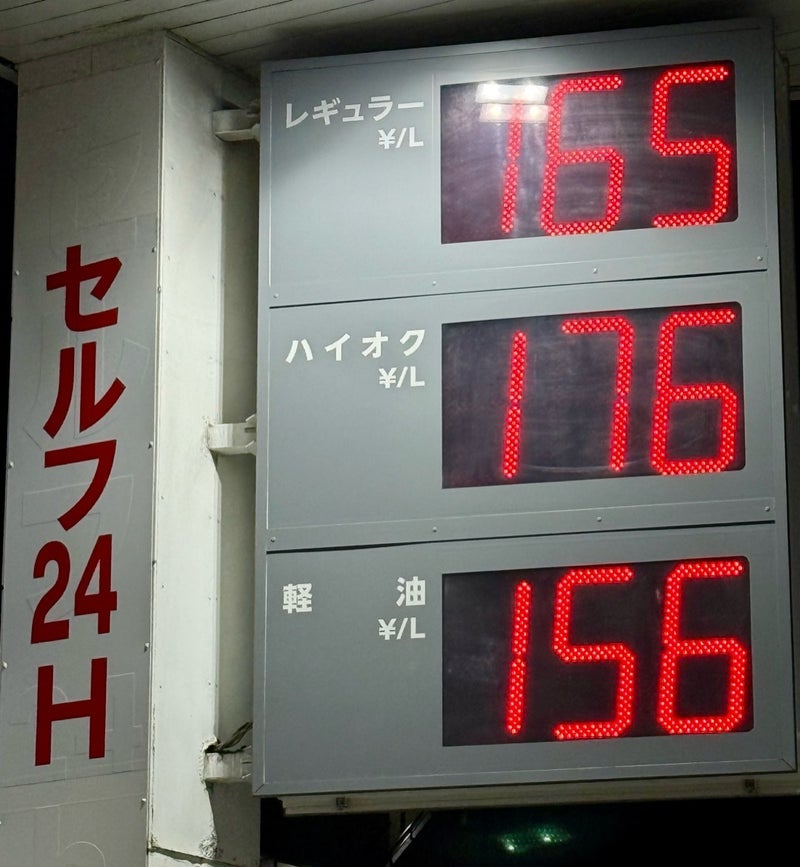 セルフ24H
レギュラー 165
¥/L
ハイオク 176
¥/L
軽油 156
¥/L